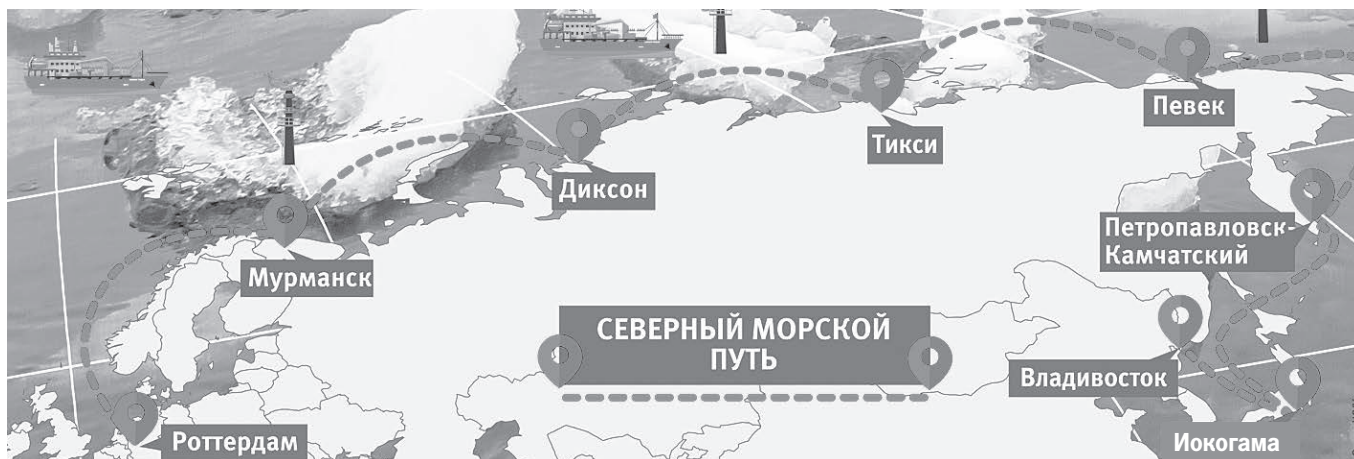 Певек
Тикси
Диксон
Петропавловск-
Камчатский
Мурманск
СЕВЕРНЫЙ МОРСКОЙ
ПУТЬ
Владивосток
Роттердам
Иокогама